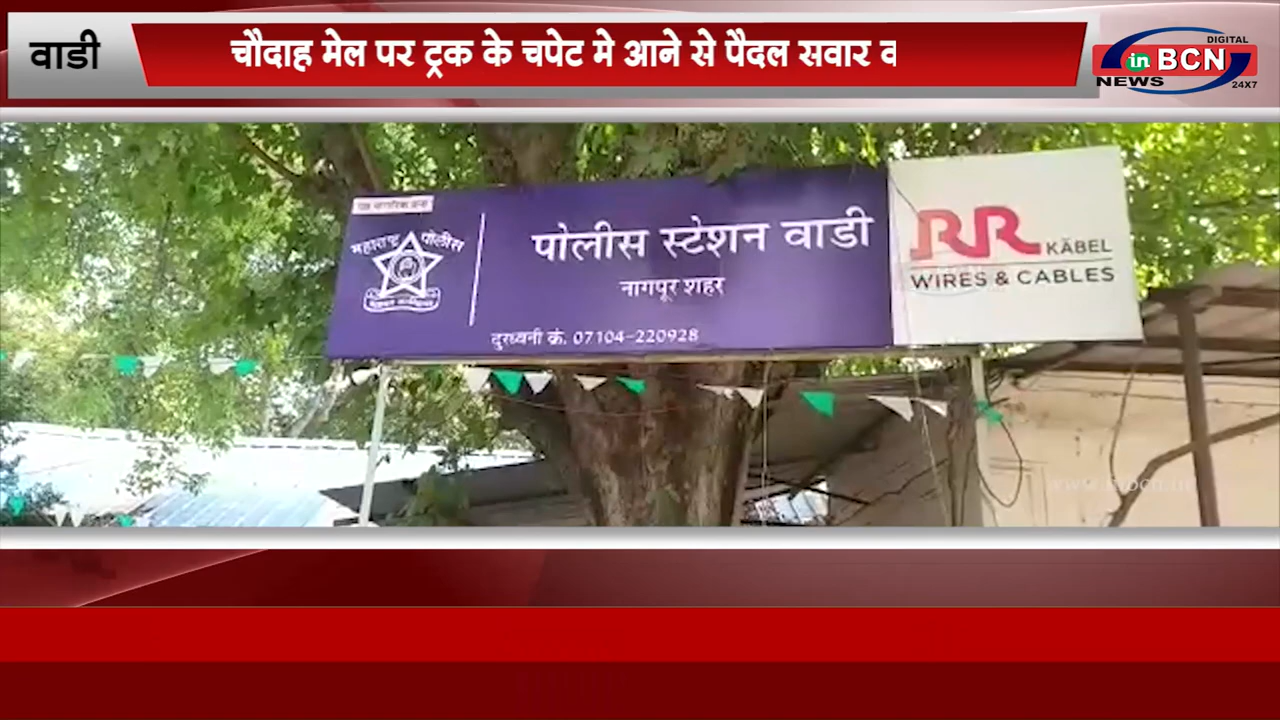 वाडी
चौदाह मेल पर ट्रक के चपेट मे आने से पैदल सवार
DIGITAL
in BCN
NEWS 24X7
महाराष्ट्र पोलीस
पोलीस स्टेशन वाडी
नागपूर शहर
दुरध्वनी क्रं. 07104-220928
RR KABEL
WIRES & CABLES